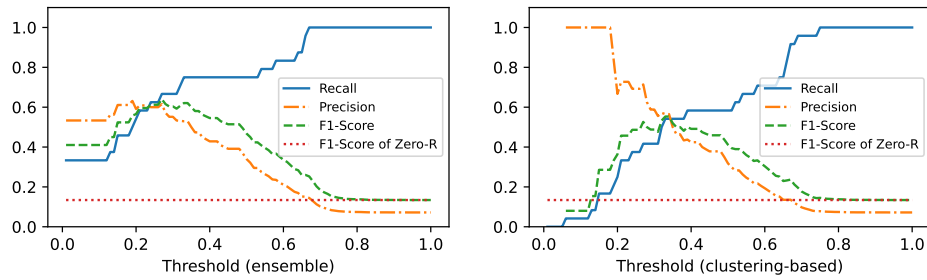 1.0
0.8
0.6
0.4
0.2
0.0
0.0 0.2 0.4 0.6 0.8 1.0
Threshold (ensemble)
Recall
Precision
F1-Score
F1-Score of Zero-R
1.0
0.8
0.6
0.4
0.2
0.0
0.0 0.2 0.4 0.6 0.8 1.0
Threshold (clustering-based)
Recall
Precision
F1-Score
F1-Score of Zero-R